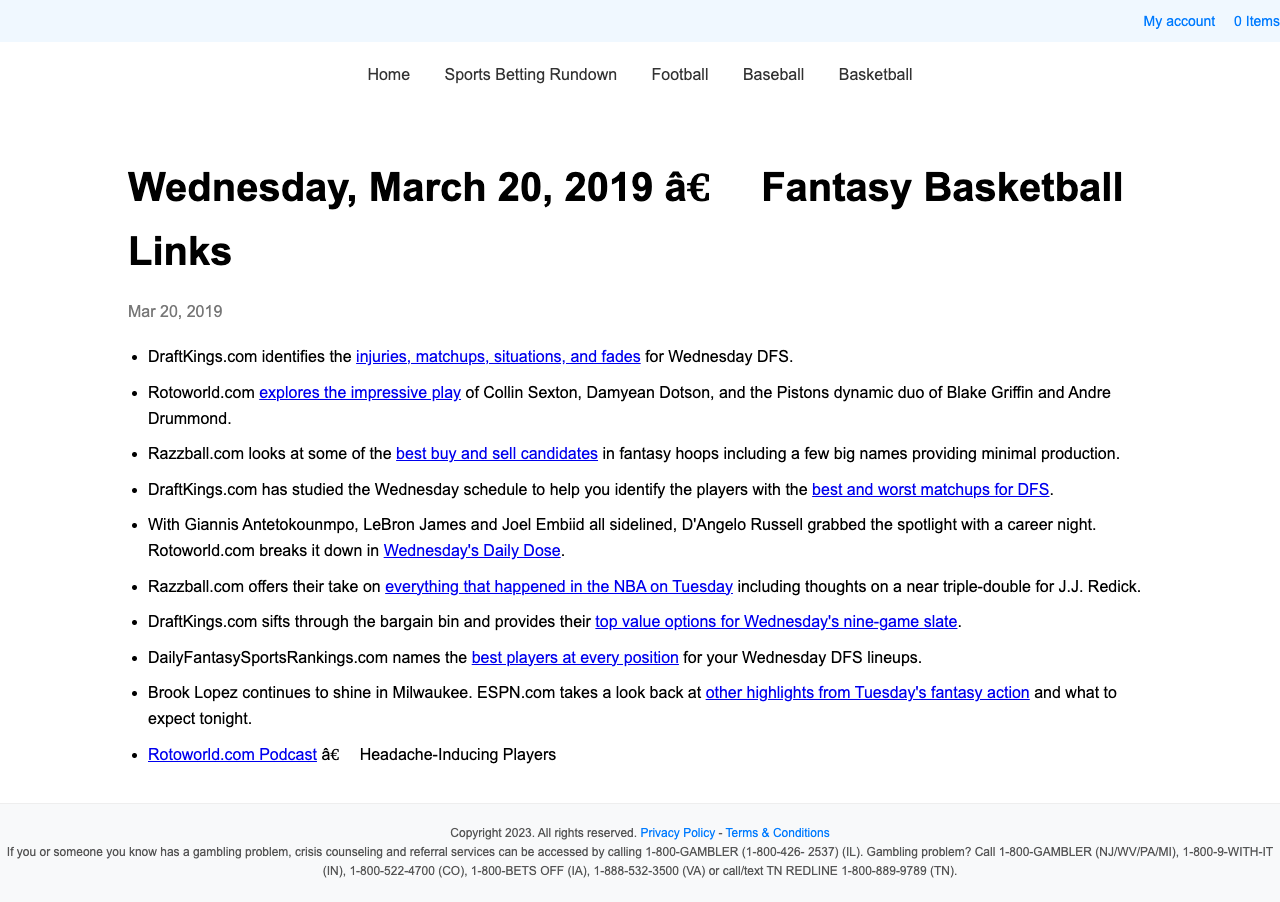 My account 0 Items
Home Sports Betting Rundown Football Baseball Basketball
Wednesday, March 20, 2019 â€ Fantasy Basketball
Links
Mar 20, 2019
• DraftKings.com identifies the injuries, matchups, situations, and fades for Wednesday DFS.
• Rotoworld.com explores the impressive play of Collin Sexton, Damyean Dotson, and the Pistons dynamic duo of Blake Griffin and Andre
Drummond.
• Razzball.com looks at some of the best buy and sell candidates in fantasy hoops including a few big names providing minimal production.
• DraftKings.com has studied the Wednesday schedule to help you identify the players with the best and worst matchups for DFS.
• With Giannis Antetokounmpo, LeBron James and Joel Embiid all sidelined, D'Angelo Russell grabbed the spotlight with a career night.
Rotoworld.com breaks it down in Wednesday's Daily Dose.
• Razzball.com offers their take on everything that happened in the NBA on Tuesday including thoughts on a near triple-double for J.J. Redick.
• DraftKings.com sifts through the bargain bin and provides their top value options for Wednesday's nine-game slate.
• DailyFantasySportsRankings.com names the best players at every position for your Wednesday DFS lineups.
• Brook Lopez continues to shine in Milwaukee. ESPN.com takes a look back at other highlights from Tuesday's fantasy action and what to
expect tonight.
• Rotoworld.com Podcast â€ Headache-Inducing Players
Copyright 2023. All rights reserved. Privacy Policy - Terms & Conditions
If you or someone you know has a gambling problem, crisis counseling and referral services can be accessed by calling 1-800-GAMBLER (1-800-426- 2537) (IL). Gambling problem? Call 1-800-GAMBLER (NJ/WV/PA/MI), 1-800-9-WITH-IT
(IN), 1-800-522-4700 (CO), 1-800-BETS OFF (IA), 1-888-532-3500 (VA) or call/text TN REDLINE 1-800-889-9789 (TN).